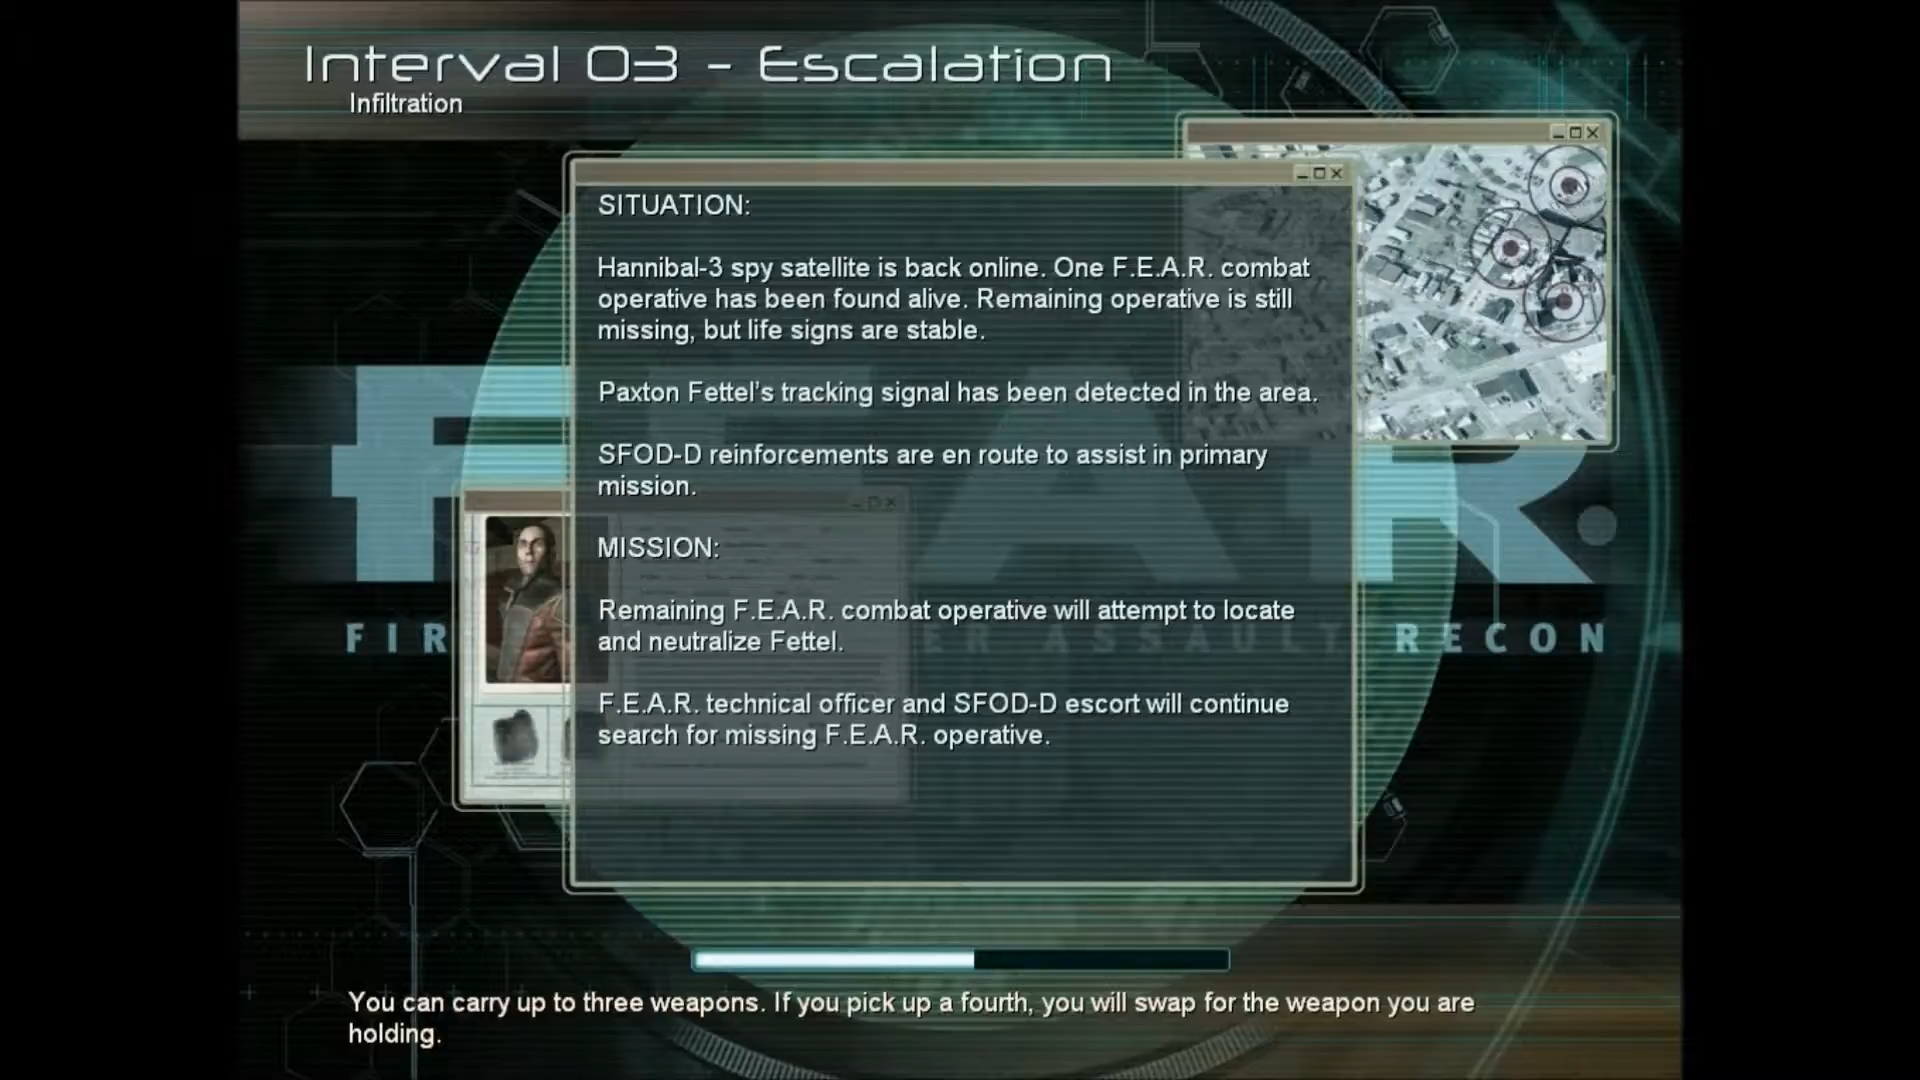 Interval 03 - Escalation
Infiltration
SITUATION:
Hannibal-3 spy satellite is back online. One F.E.A.R. combat
operative has been found alive. Remaining operative is still
missing, but life signs are stable.
Paxton Fettel's tracking signal has been detected in the area.
SFOD-D reinforcements are en route to assist in primary
mission.
MISSION:
Remaining F.E.A.R. combat operative will attempt to locate
and neutralize Fettel.
F.E.A.R. technical officer and SFOD-D escort will continue
search for missing F.E.A.R. operative.
F.E.A.R.
FIR ER ASSAULT RECON
You can carry up to three weapons. If you pick up a fourth, you will swap for the weapon you are
holding.